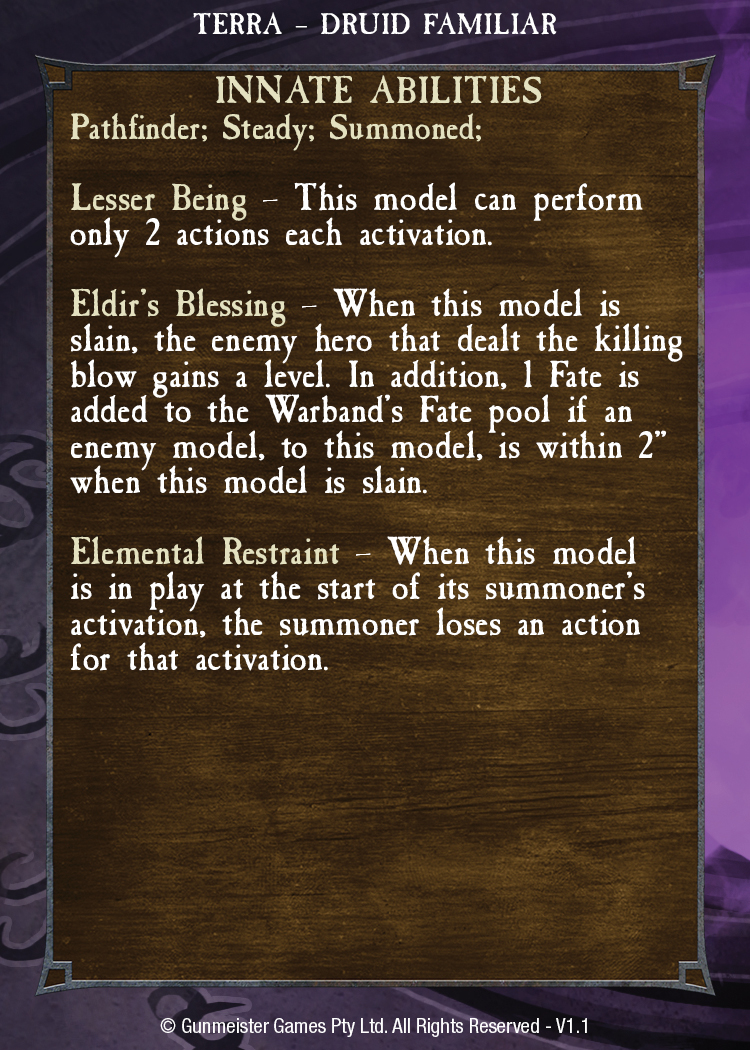 TERRA – DRUID FAMILIAR
INNATE ABILITIES
Pathfinder; Steady; Summoned;
Lesser Being – This model can perform
only 2 actions each activation.
Eldir's Blessing – When this model is
slain, the enemy hero that dealt the killing
blow gains a level. In addition, 1 Fate is
added to the Warband's Fate pool if an
enemy model, to this model, is within 2”
when this model is slain.
Elemental Restraint – When this model
is in play at the start of its summoner's
activation, the summoner loses an action
for that activation.
© Gunmeister Games Pty Ltd. All Rights Reserved - V1.1